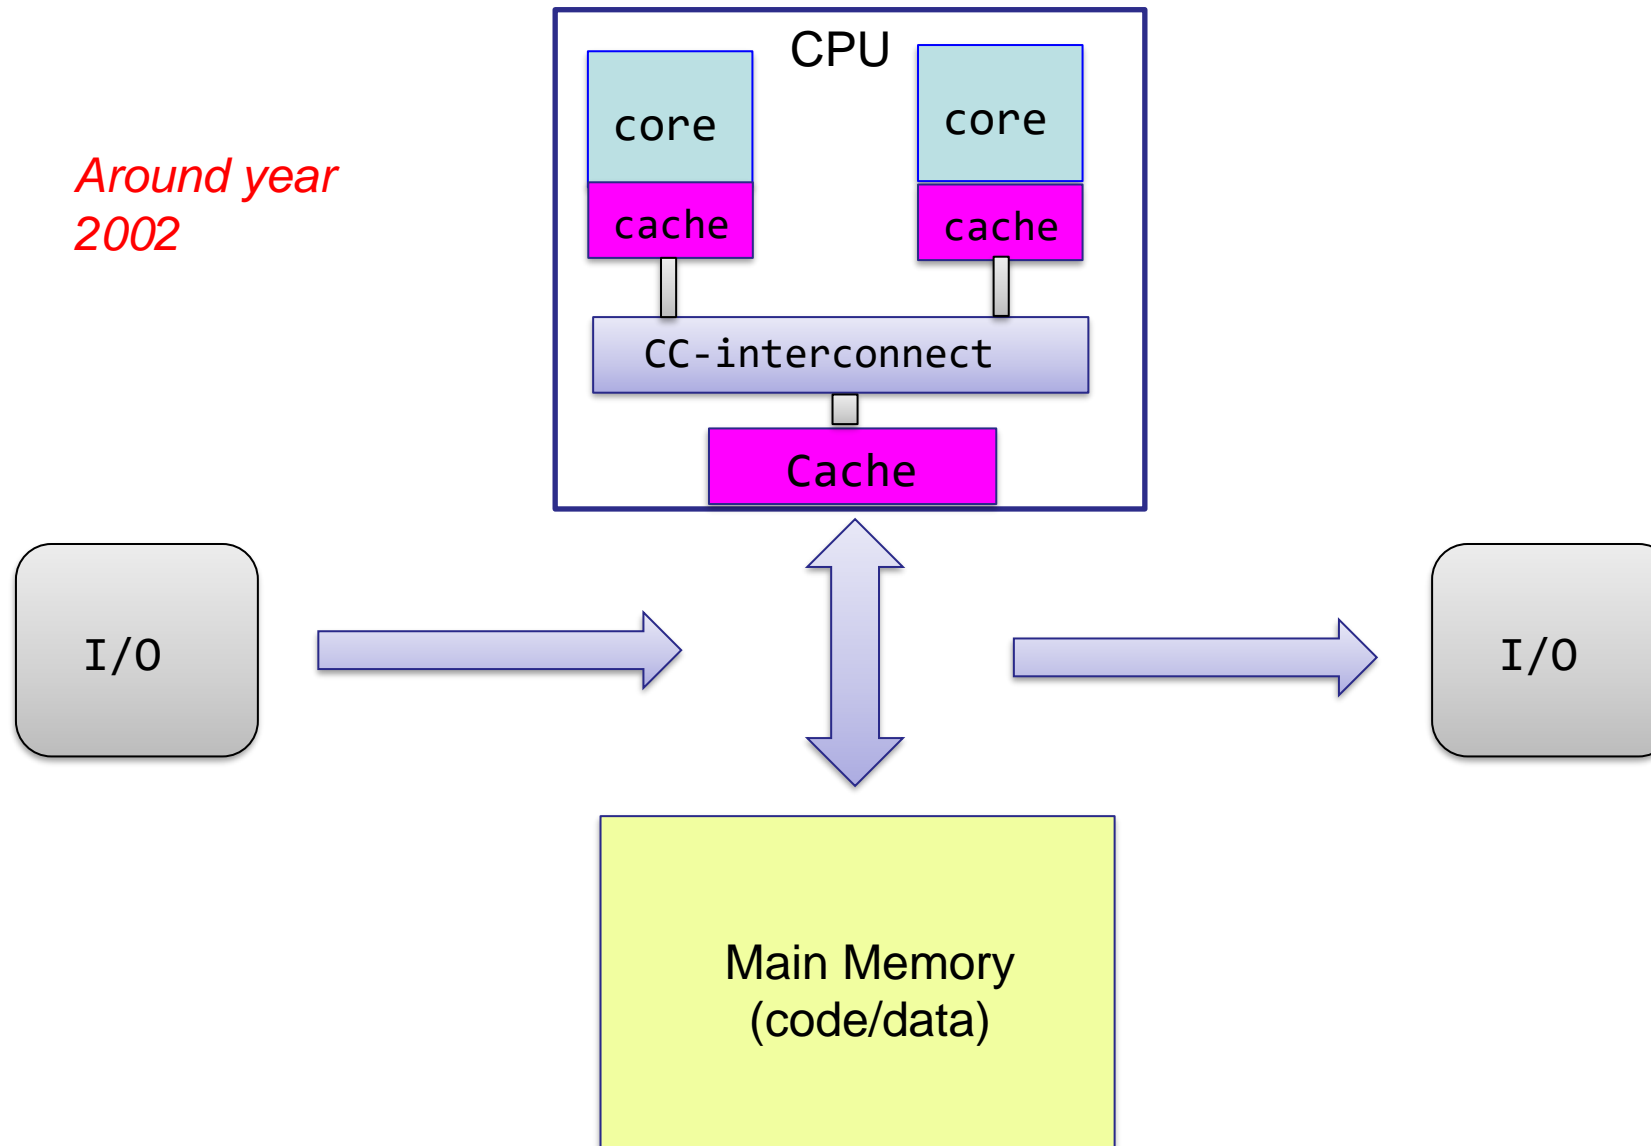 CPU
core
core
Around year
2002
cache
cache
CC-interconnect
Cache
I/O
I/O
Main Memory
(code/data)